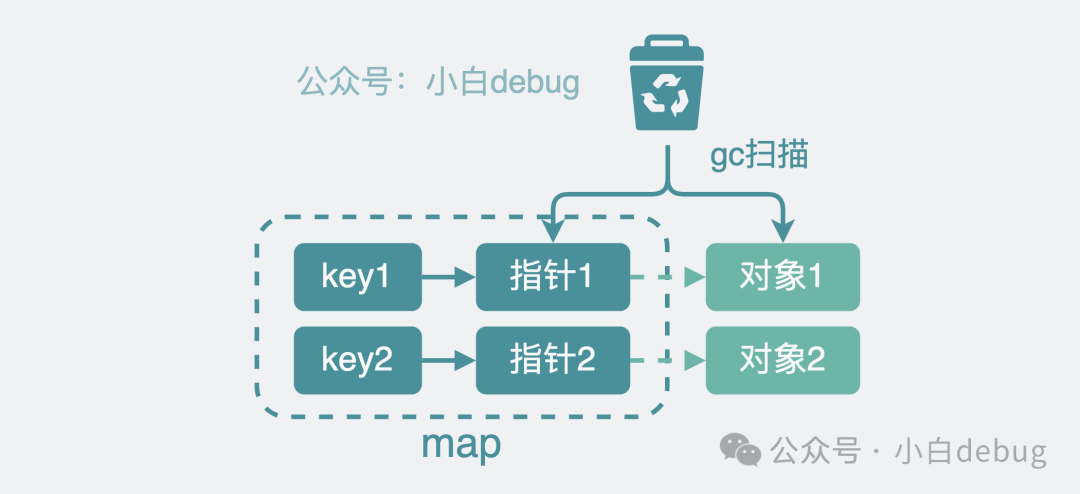 公众号：小白debug
gc扫描
key1
指针1
对象1
key2
指针2
对象2
map
公众号 · 小白debug